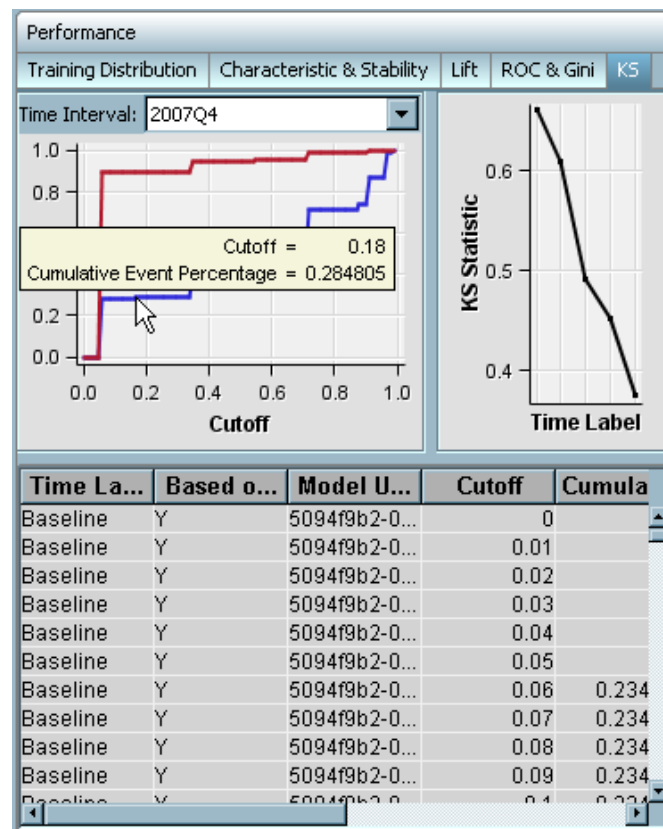 Performance
Training Distribution Characteristic & Stability Lift ROC & Gini KS
Time Interval: 2007Q4
1.0
0.8
Cutoff = 0.18
Cumulative Event Percentage = 0.284805
0.2
0.0
0.0 0.2 0.4 0.6 0.8 1.0
Cutoff
KS Statistic
0.6
0.5
0.4
Time Label
Time La... Based o... Model U... Cutoff Cumula
Baseline Y 5094f9b2-0... 0
Baseline Y 5094f9b2-0... 0.01
Baseline Y 5094f9b2-0... 0.02
Baseline Y 5094f9b2-0... 0.03
Baseline Y 5094f9b2-0... 0.04
Baseline Y 5094f9b2-0... 0.05
Baseline Y 5094f9b2-0... 0.06 0.234
Baseline Y 5094f9b2-0... 0.07 0.234
Baseline Y 5094f9b2-0... 0.08 0.234
Baseline Y 5094f9b2-0... 0.09 0.234